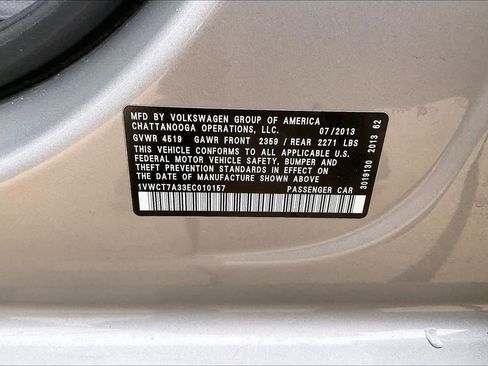 MFD.BY VOLKSWAGEN GROUP OF AMERICA
CHATTANOOGA OPERATIONS, LLC. 07/2013
GVWR 4519 GAWR FRONT 2359 / REAR 2271 LBS
THIS VEHICLE CONFORMS TO ALL APPLICABLE U.S.
FEDERAL MOTOR VEHICLE SAFETY, BUMPER AND
THEFT PREVENTION STANDARDS IN EFFECT ON
THE DATE OF MANUFACTURE SHOWN ABOVE
1VWCT7A33EC010157 PASSENGER CAR
3019130 2013 62